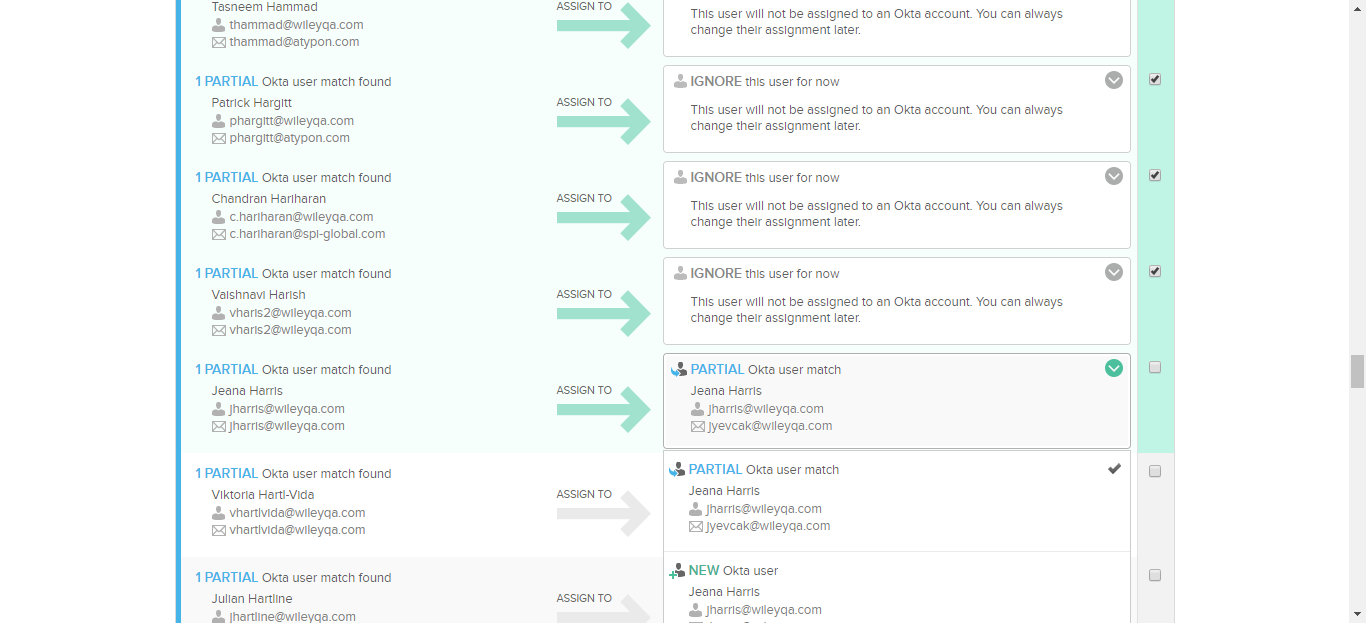 Tasneem Hammad
thammad@wileyqa.com
thammad@atypon.com
ASSIGN TO
This user will not be assigned to an Okta account. You can always
change their assignment later.
1 PARTIAL Okta user match found
Patrick Hargitt
phargitt@wileyqa.com
phargitt@atypon.com
ASSIGN TO
IGNORE this user for now
This user will not be assigned to an Okta account. You can always
change their assignment later.
1 PARTIAL Okta user match found
Chandran Hariharan
c.hariharan@wileyqa.com
c.hariharan@spi-global.com
ASSIGN TO
IGNORE this user for now
This user will not be assigned to an Okta account. You can always
change their assignment later.
1 PARTIAL Okta user match found
Vaishnavi Harish
vharis2@wileyqa.com
vharis2@wileyqa.com
ASSIGN TO
IGNORE this user for now
This user will not be assigned to an Okta account. You can always
change their assignment later.
1 PARTIAL Okta user match found
Jeana Harris
jharris@wileyqa.com
jharris@wileyqa.com
ASSIGN TO
PARTIAL Okta user match
Jeana Harris
jharris@wileyqa.com
jyevcak@wileyqa.com
1 PARTIAL Okta user match found
Viktoria Hartl-Vida
vhartlvida@wileyqa.com
vhartlvida@wileyqa.com
ASSIGN TO
PARTIAL Okta user match
Jeana Harris
jharris@wileyqa.com
jyevcak@wileyqa.com
1 PARTIAL Okta user match found
Julian Hartline
jhartline@wileyqa.com
ASSIGN TO
NEW Okta user
Jeana Harris
jharris@wileyqa.com